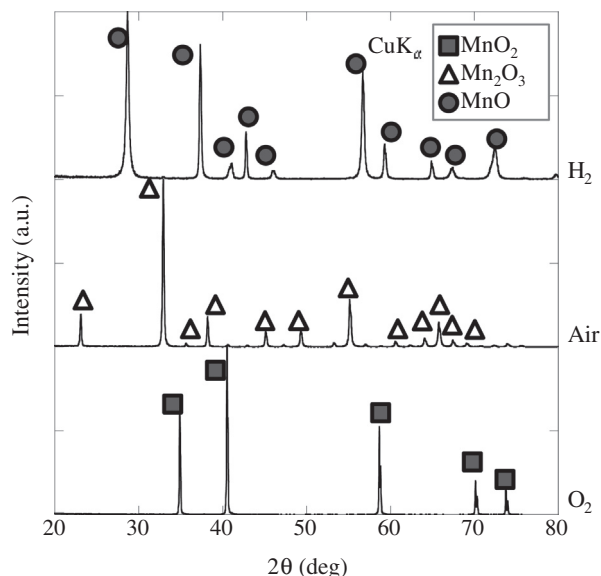 CuKα
MnO₂
Mn₂O₃
MnO
H₂
Air
O₂
Intensity (a.u.)
20 30 40 50 60 70 80
2θ (deg)